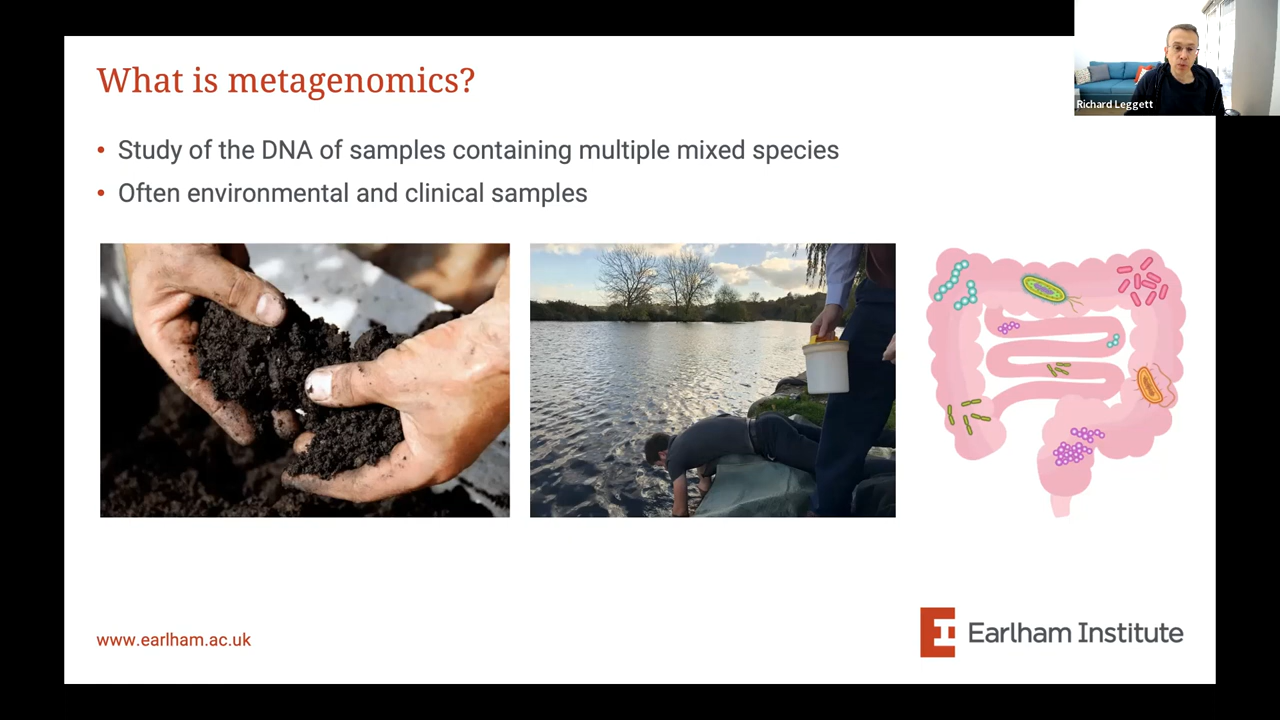 What is metagenomics?
• Study of the DNA of samples containing multiple mixed species
• Often environmental and clinical samples
Richard Leggett
www.earlham.ac.uk
Earlham Institute